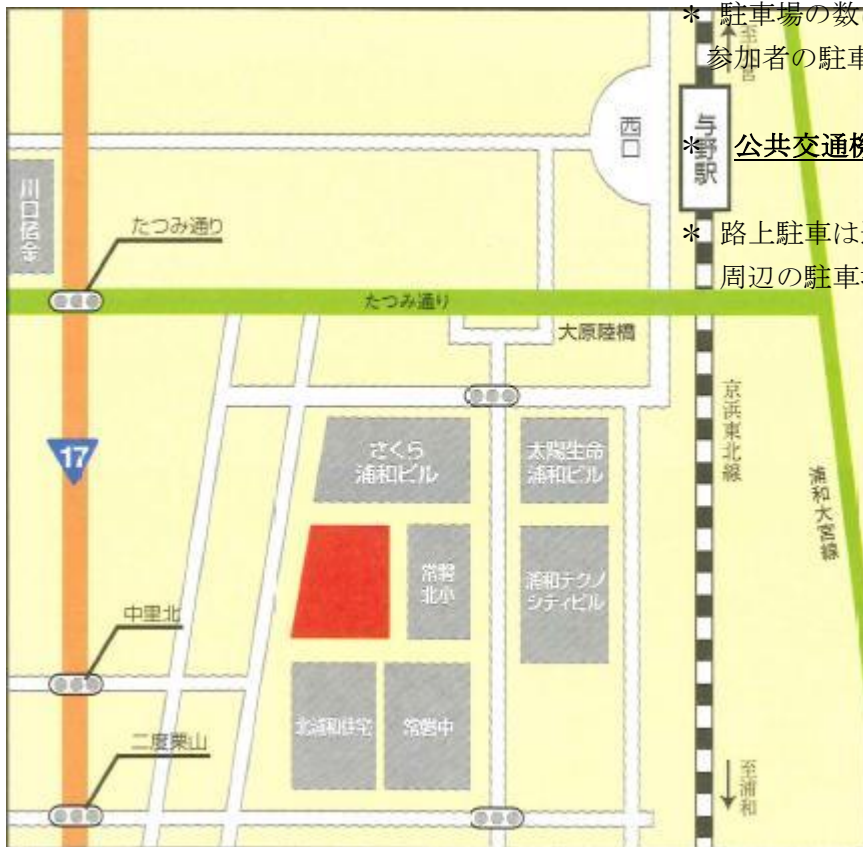 * 駐車場の数
参加者の駐車
* 公共交通機
* 路上駐車は
周辺の駐車
西口
与野駅
川口信金
たつみ通り
たつみ通り
大原陸橋
京浜東北線
浦和大宮線
17
さくら
浦和ビル
太陽生命
浦和ビル
常磐
北小
浦和テクノ
シティビル
中里北
北浦和住宅
常磐中
二度栗山
至浦和